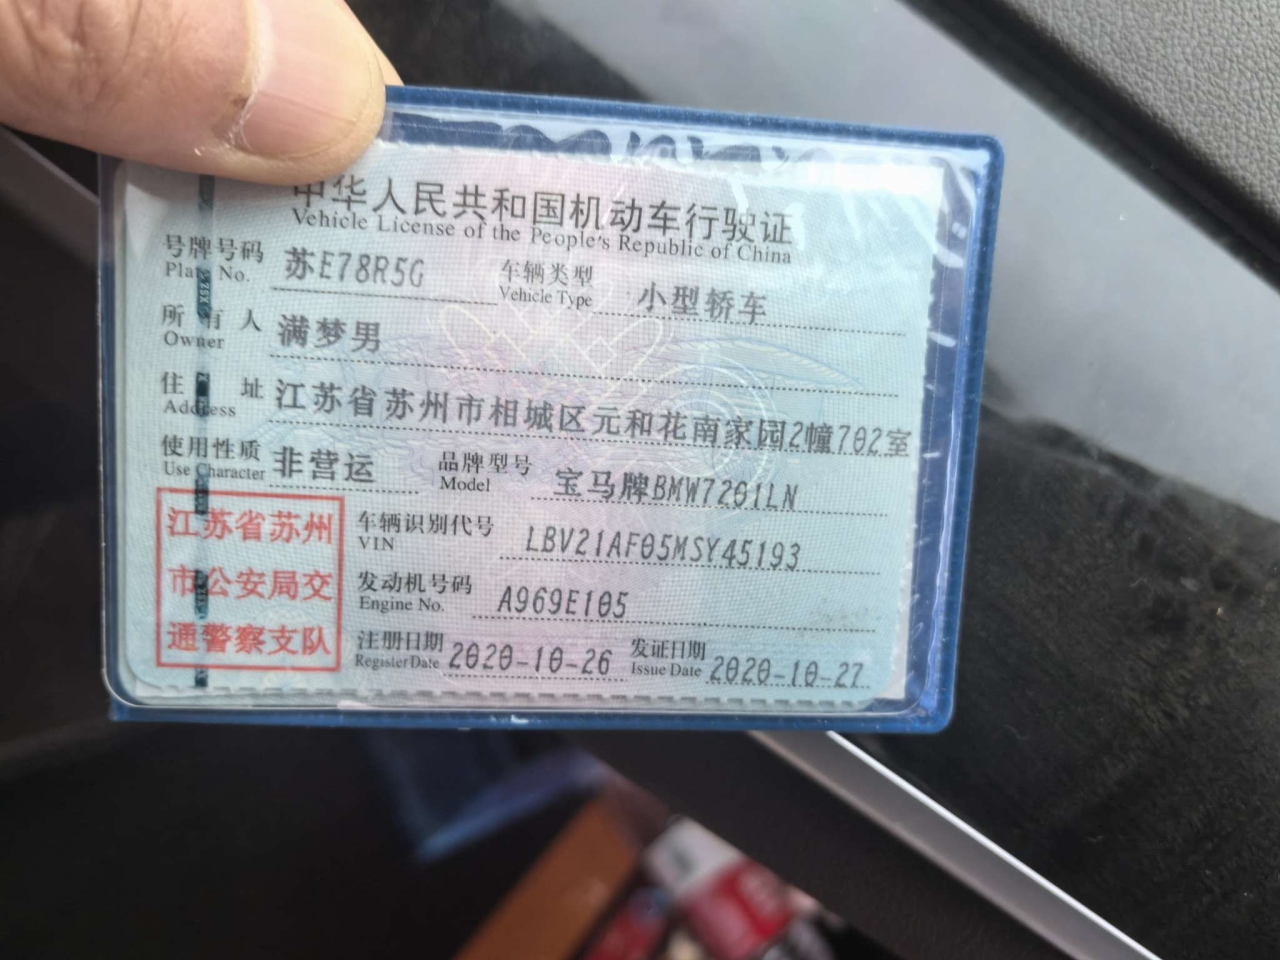 中华人民共和国机动车行驶证
Vehicle License of the People's Republic of China
号牌号码 苏E78R5G 车辆类型 小型轿车
Plate No. Vehicle Type
所有人 满梦男
Owner
住址 江苏省苏州市相城区元和花南家园2幢702室
Address
使用性质 非营运 品牌型号 宝马牌BMW7201LN
Use Character Model
江苏省苏州
市公安局交
通警察支队
车辆识别代号 LBV21AF05MSY45193
VIN
发动机号码 A969E105
Engine No.
注册日期 2020-10-26 发证日期 2020-10-27
Register Date Issue Date